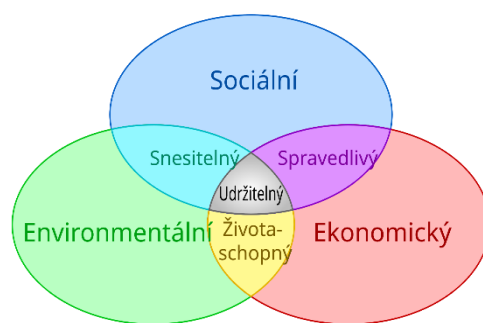 Sociální
Snesitelný
Spravedlivý
Udržitelný
Environmentální
Života-
schopný
Ekonomický